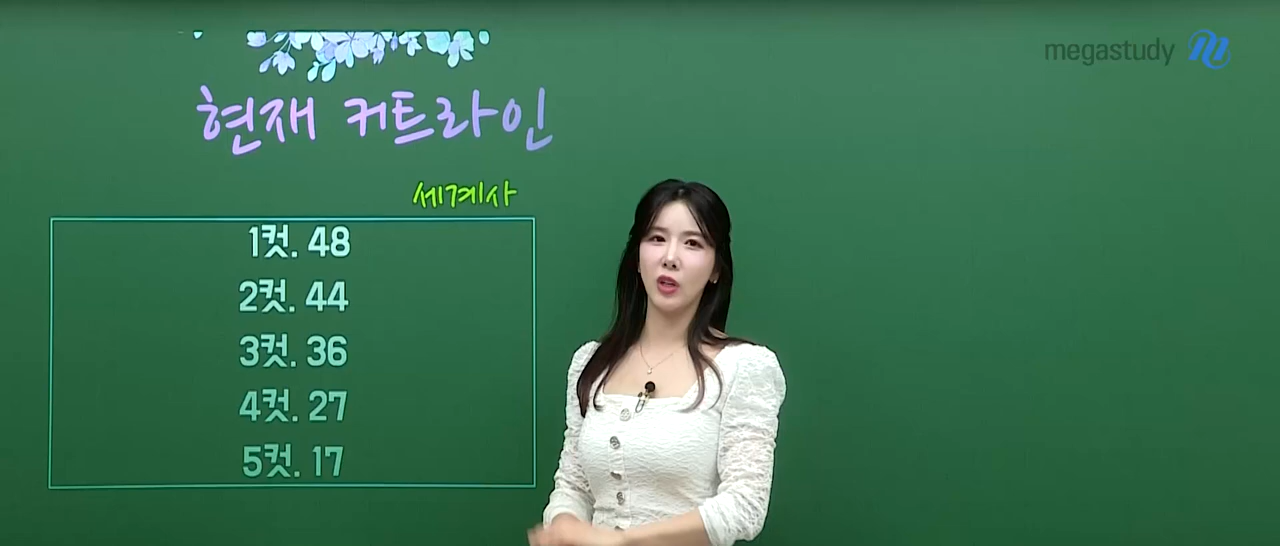 megastudy
현재 커트라인
세계사
1컷. 48
2컷. 44
3컷. 36
4컷. 27
5컷. 17